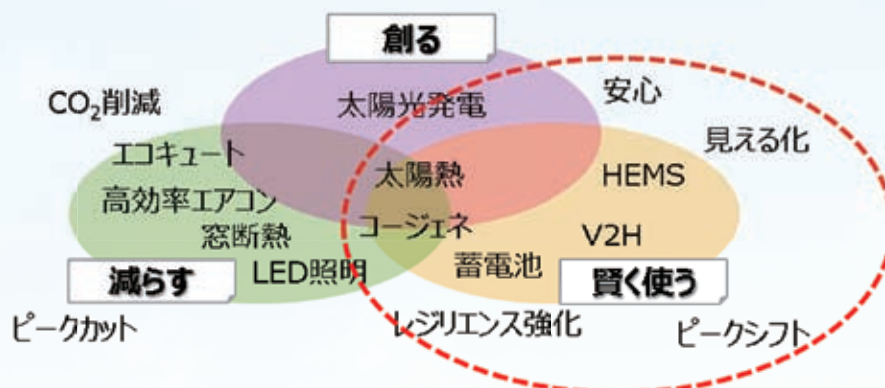 創る
CO₂削減
太陽光発電
安心
エコキュート
見える化
太陽熱
HEMS
高効率エアコン
窓断熱
コージェネ
V2H
LED照明
蓄電池
減らす
賢く使う
ピークカット
レジリエンス強化
ピークシフト